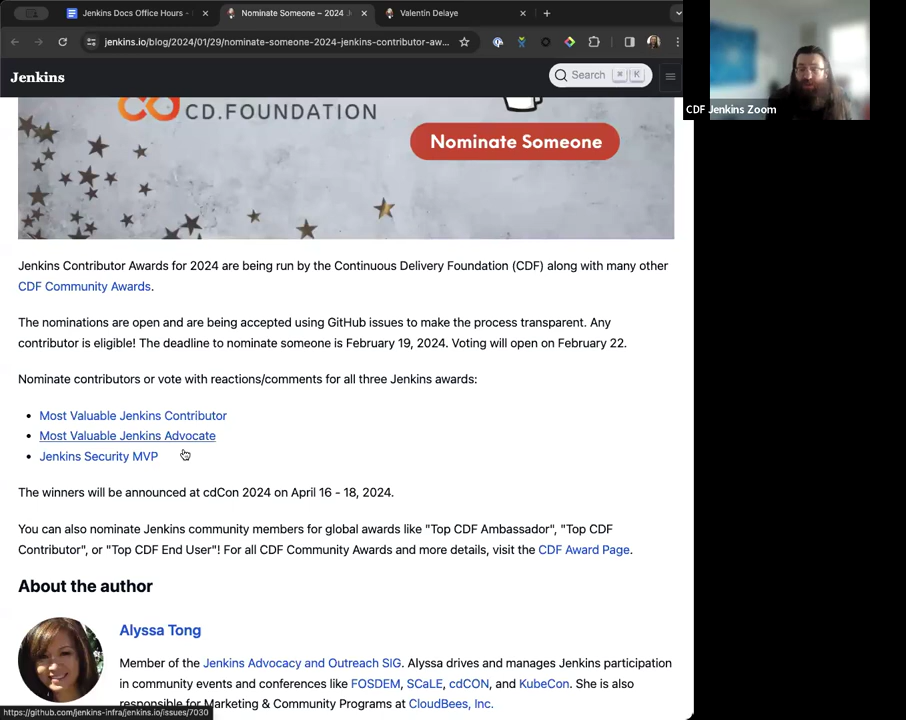 Jenkins Docs Office Hours -
Nominate Someone – 2024 J
Valentin Delaye
jenkins.io/blog/2024/01/29/nominate-someone-2024-jenkins-contributor-aw...
Jenkins
Search ⌘ K
CDF Jenkins Zoom
CD.FOUNDATION
Nominate Someone
Jenkins Contributor Awards for 2024 are being run by the Continuous Delivery Foundation (CDF) along with many other
CDF Community Awards.
The nominations are open and are being accepted using GitHub issues to make the process transparent. Any
contributor is eligible! The deadline to nominate someone is February 19, 2024. Voting will open on February 22.
Nominate contributors or vote with reactions/comments for all three Jenkins awards:
• Most Valuable Jenkins Contributor
• Most Valuable Jenkins Advocate
• Jenkins Security MVP
The winners will be announced at cdCon 2024 on April 16 - 18, 2024.
You can also nominate Jenkins community members for global awards like "Top CDF Ambassador", "Top CDF
Contributor", or "Top CDF End User"! For all CDF Community Awards and more details, visit the CDF Award Page.
About the author
Alyssa Tong
Member of the Jenkins Advocacy and Outreach SIG. Alyssa drives and manages Jenkins participation
in community events and conferences like FOSDEM, SCaLE, cdCON, and KubeCon. She is also
responsible for Marketing & Community Programs at CloudBees, Inc.
https://github.com/jenkins-infra/jenkins.io/issues/7030